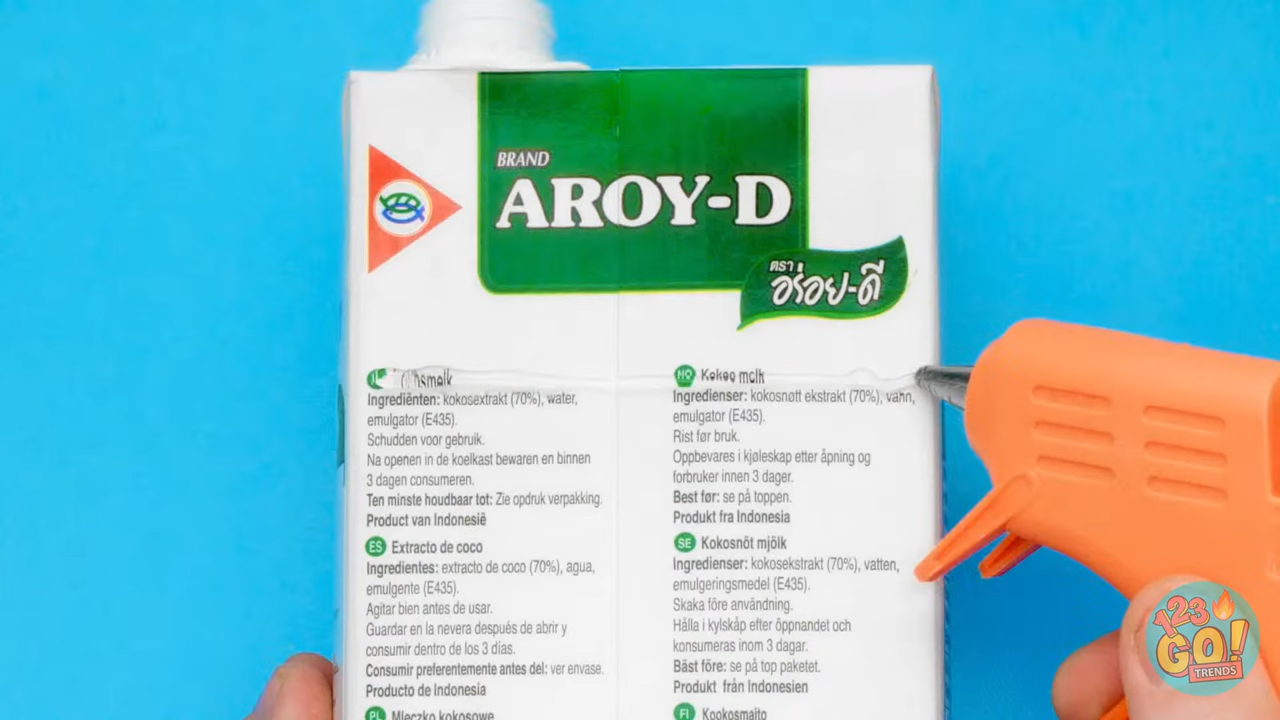 BRAND
AROY-D
ตรา
อร่อย-ดี
Ingrediënten: kokosextrakt (70%), water,
emulgator (E435).
Schudden voor gebruik.
Na openen in de koelkast bewaren en binnen
3 dagen consumeren.
Ten minste houdbaar tot: Zie opdruk verpakking.
Product van Indonesië
ES Extracto de coco
Ingredientes: extracto de coco (70%), agua,
emulgente (E435).
Agitar bien antes de usar.
Guardar en la nevera después de abrir y
consumir dentro de los 3 días.
Consumir preferentemente antes del: ver envase.
Producto de Indonesia
PL Mleczko kokosowe
NO
Ingredienser: kokosnøtt ekstrakt (70%), vann,
emulgator (E435).
Rist før bruk.
Oppbevares i kjøleskap etter åpning og
forbruker innen 3 dager.
Best før: se på toppen.
Produkt fra Indonesia
SE Kokosnöt mjölk
Ingredienser: kokosekstrakt (70%), vatten,
emulgeringsmedel (E435).
Skaka före användning.
Hålla i kylskåp efter öppnandet och
konsumeras inom 3 dagar.
Bäst före: se på top paketet.
Produkt från Indonesien
FI
123
GO!
TRENDS